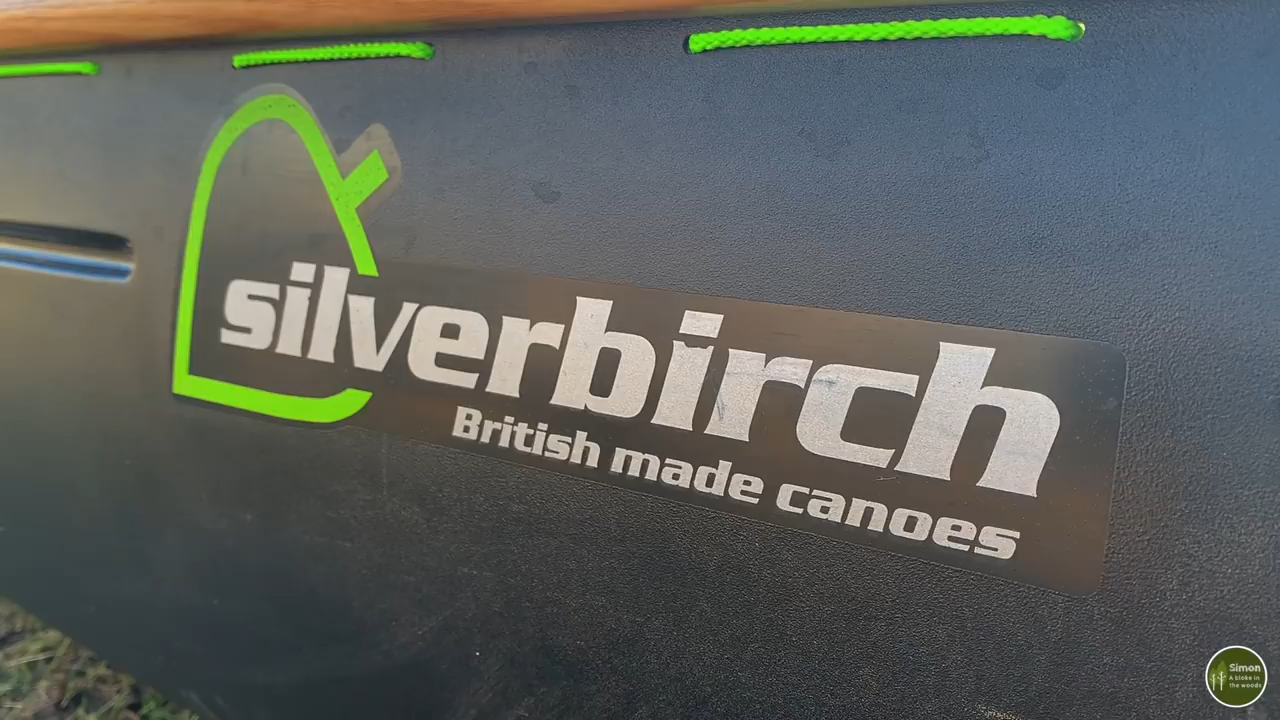 silverbirch
British made canoes
Simon
A bloke in
the woods